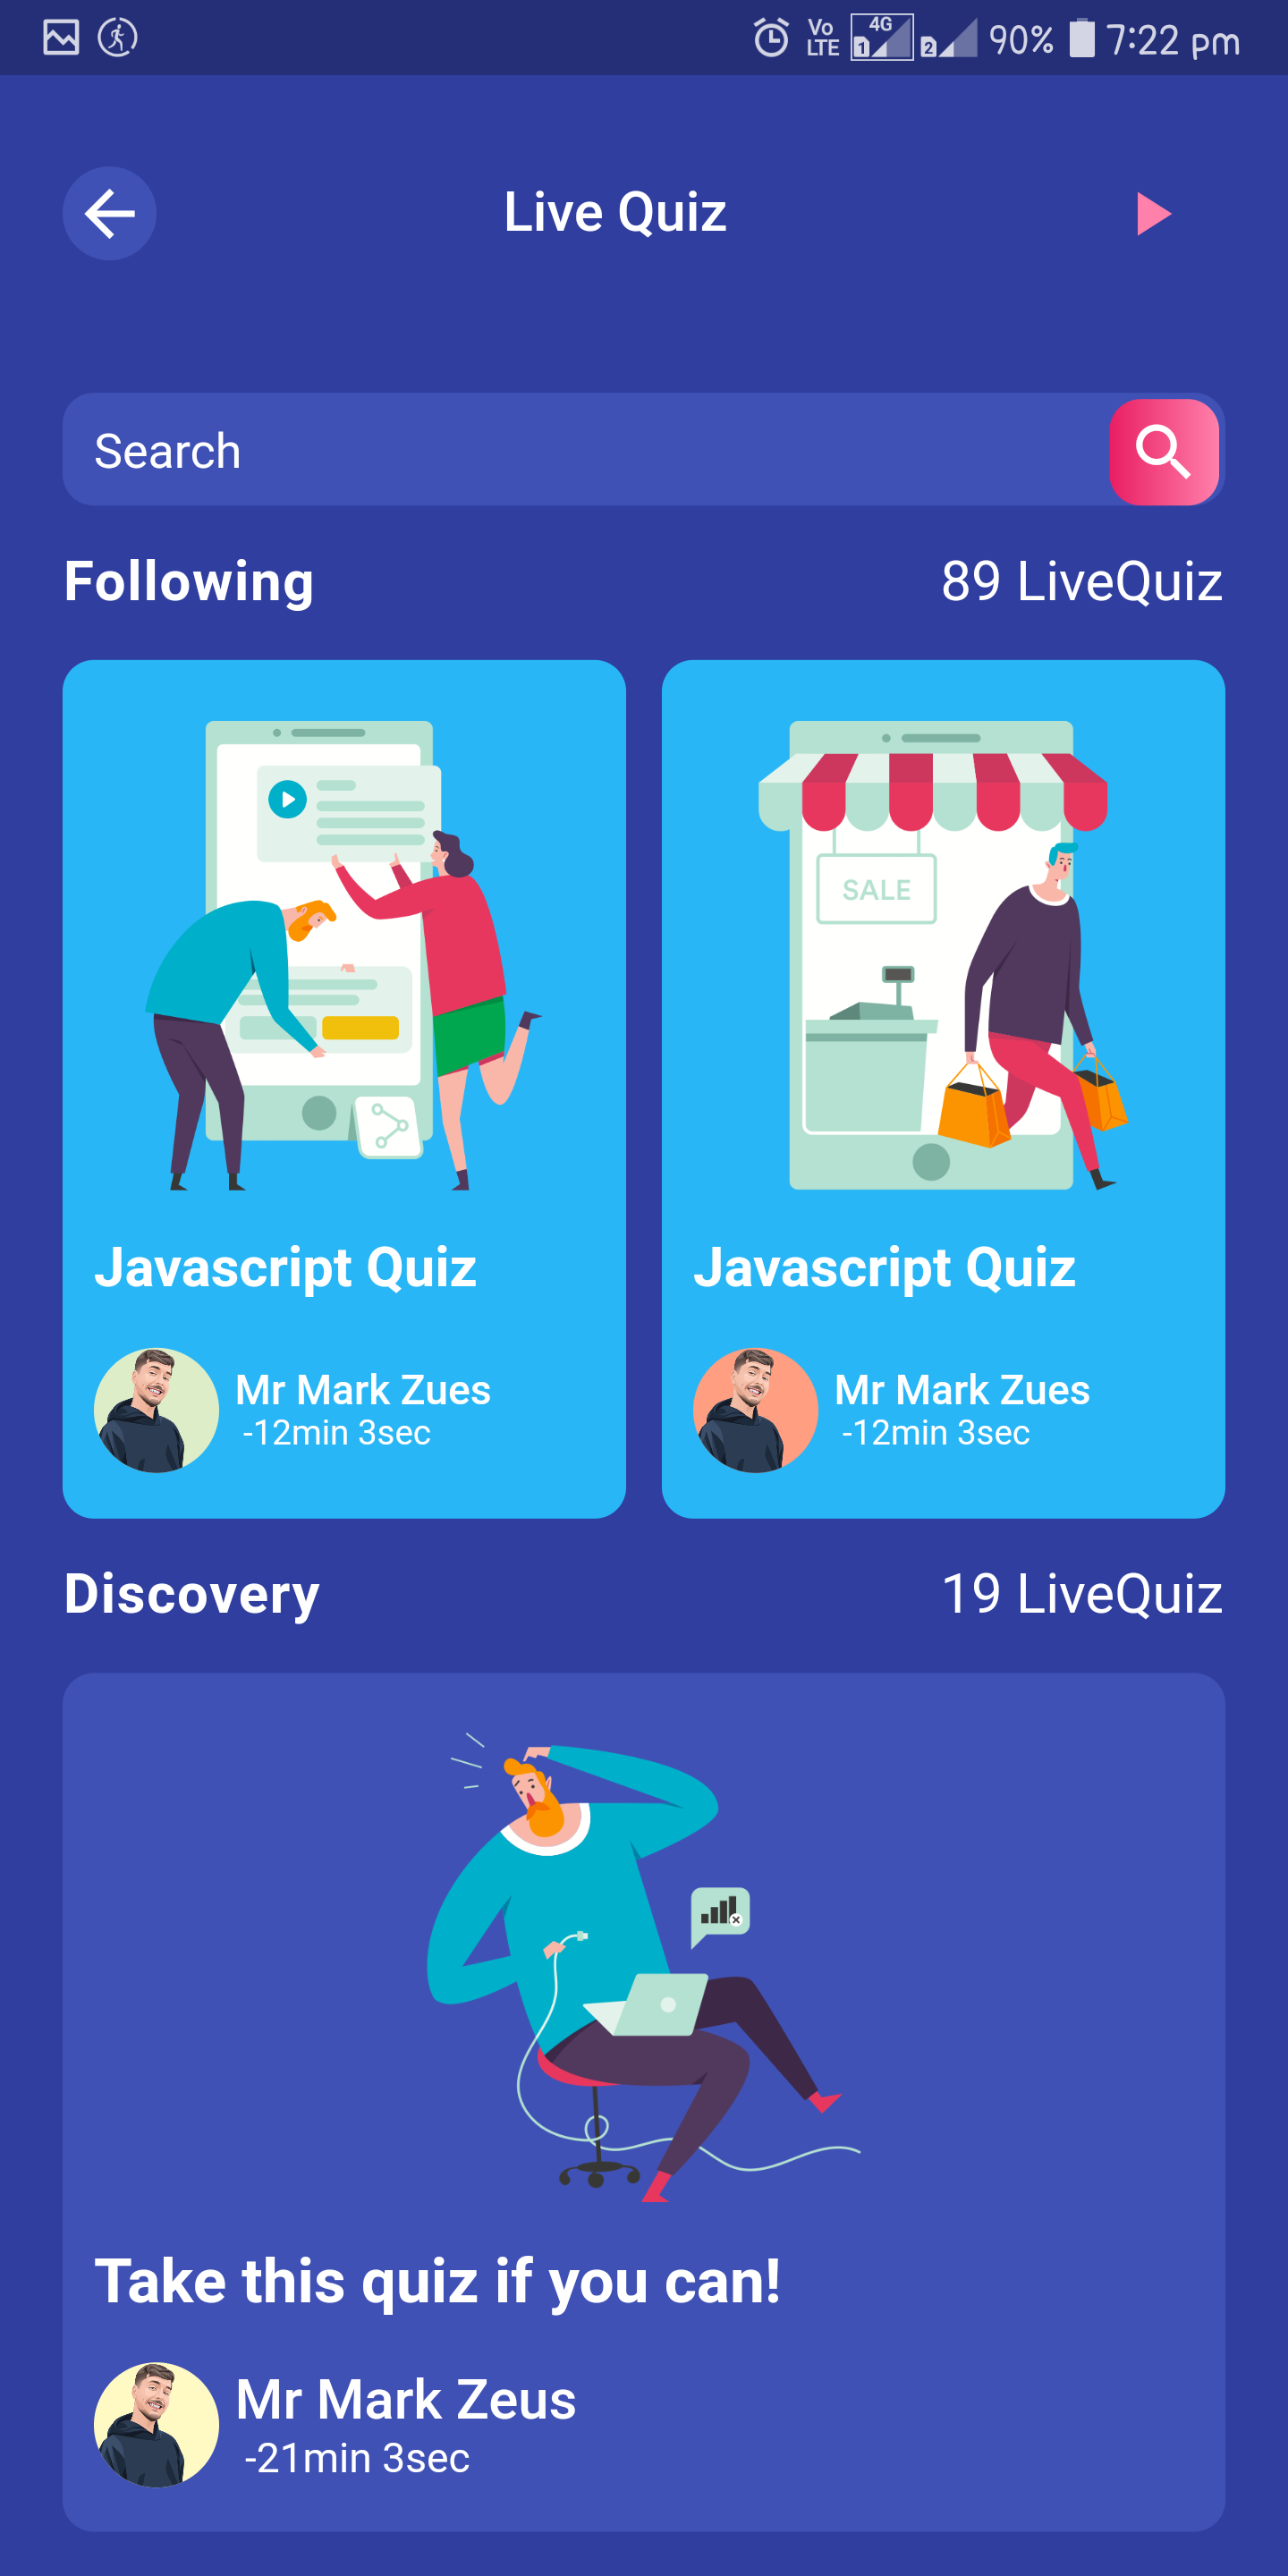 Vo LTE 4G 1 2 90% 7:22 pm
Live Quiz
Search
Following 89 LiveQuiz
SALE
Javascript Quiz Javascript Quiz
Mr Mark Zues Mr Mark Zues
-12min 3sec -12min 3sec
Discovery 19 LiveQuiz
Take this quiz if you can!
Mr Mark Zeus
-21min 3sec